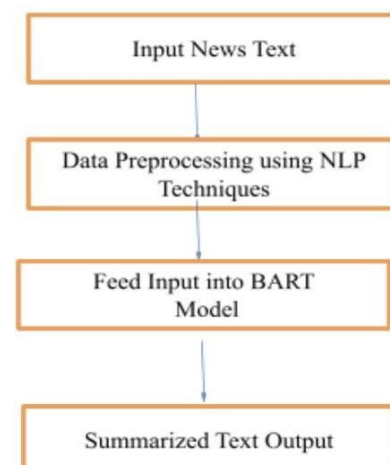 Input News Text
Data Preprocessing using NLP
Techniques
Feed Input into BART
Model
Summarized Text Output